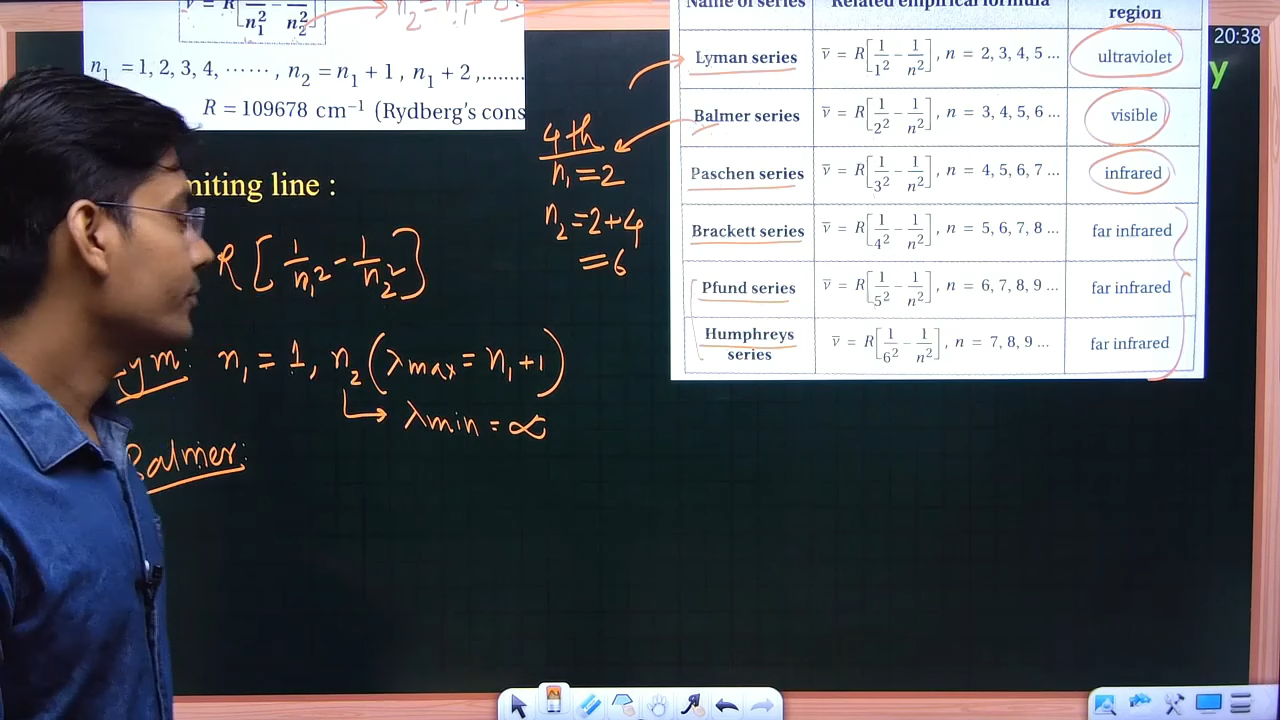 ν̅ = R[1/n₁² − 1/n₂²]
n₁ = 1, 2, 3, 4, ⋯⋯, n₂ = n₁ + 1 , n₁ + 2 ,........
R = 109678 cm⁻¹ (Rydberg's cons
miting line :
R [1/n₁² − 1/n₂²]
ym: n₁ = 1, n₂ (λmax = n₁+1)
λmin = ∞
Balmer:
4th
n₁=2
n₂=2+4
=6
Name of series Related empirical formula region
Lyman series ν̅ = R[1/1² − 1/n²], n = 2, 3, 4, 5 ... ultraviolet
Balmer series ν̅ = R[1/2² − 1/n²], n = 3, 4, 5, 6 ... visible
Paschen series ν̅ = R[1/3² − 1/n²], n = 4, 5, 6, 7 ... infrared
Brackett series ν̅ = R[1/4² − 1/n²], n = 5, 6, 7, 8 ... far infrared
Pfund series ν̅ = R[1/5² − 1/n²], n = 6, 7, 8, 9 ... far infrared
Humphreys series ν̅ = R[1/6² − 1/n²], n = 7, 8, 9 ... far infrared
20:38
y